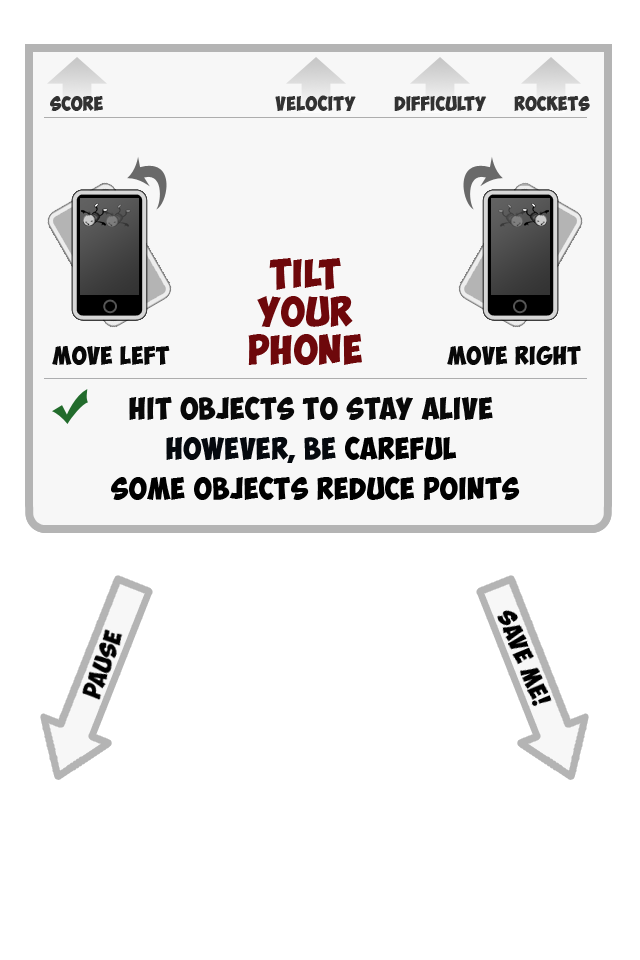 SCORE VELOCITY DIFFICULTY ROCKETS
TILT
YOUR
PHONE
MOVE LEFT
MOVE RIGHT
HIT OBJECTS TO STAY ALIVE
HOWEVER, BE CAREFUL
SOME OBJECTS REDUCE POINTS
PAUSE
SAVE ME!